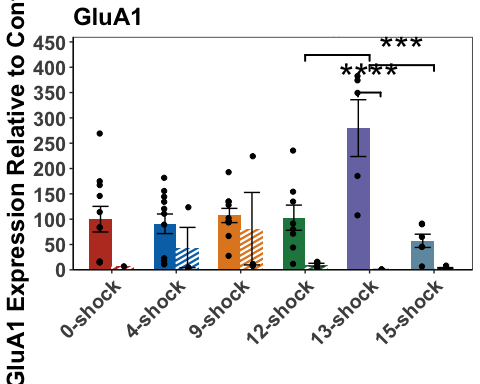 GluA1
GluA1 Expression Relative to Con
450
400
350
300
250
200
150
100
50
0
***
****
0-shock
4-shock
9-shock
12-shock
13-shock
15-shock